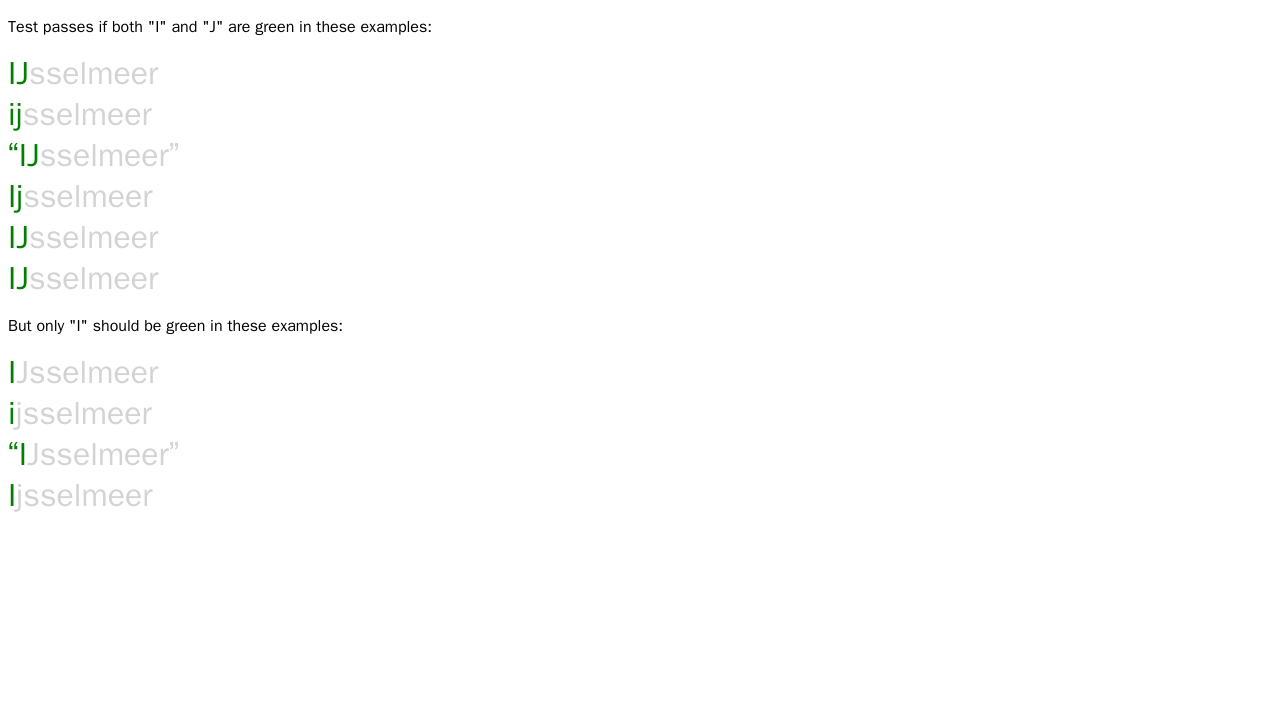 Test passes if both "I" and "J" are green in these examples:
IJsselmeer
ijsselmeer
“IJsselmeer”
Ijsselmeer
IJsselmeer
IJsselmeer
But only "I" should be green in these examples:
IJsselmeer
ijsselmeer
“IJsselmeer”
Ijsselmeer